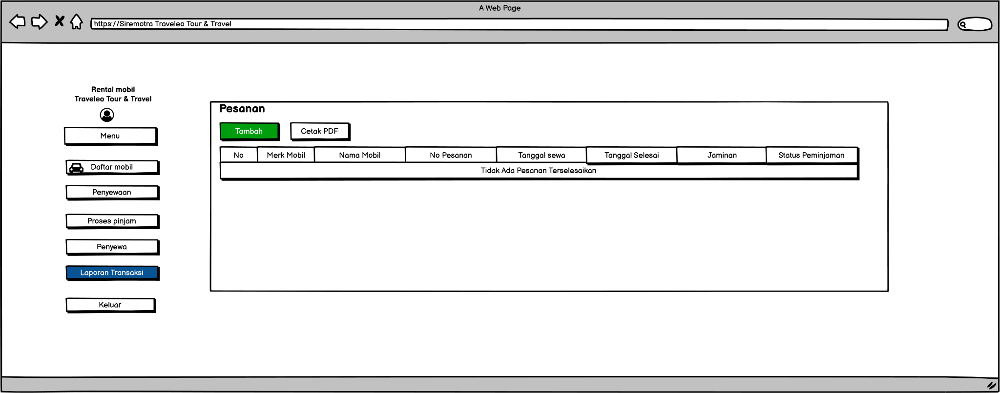 A Web Page
https://Siremotra Traveleo Tour & Travel
Rental mobil
Traveleo Tour & Travel
Menu
Daftar mobil
Penyewaan
Proses pinjam
Penyewa
Laporan Transaksi
Keluar
Pesanan
Tambah
Cetak PDF
No
Merk Mobil
Nama Mobil
No Pesanan
Tanggal sewa
Tanggal Selesai
Jaminan
Status Peminjaman
Tidak Ada Pesanan Terselesaikan